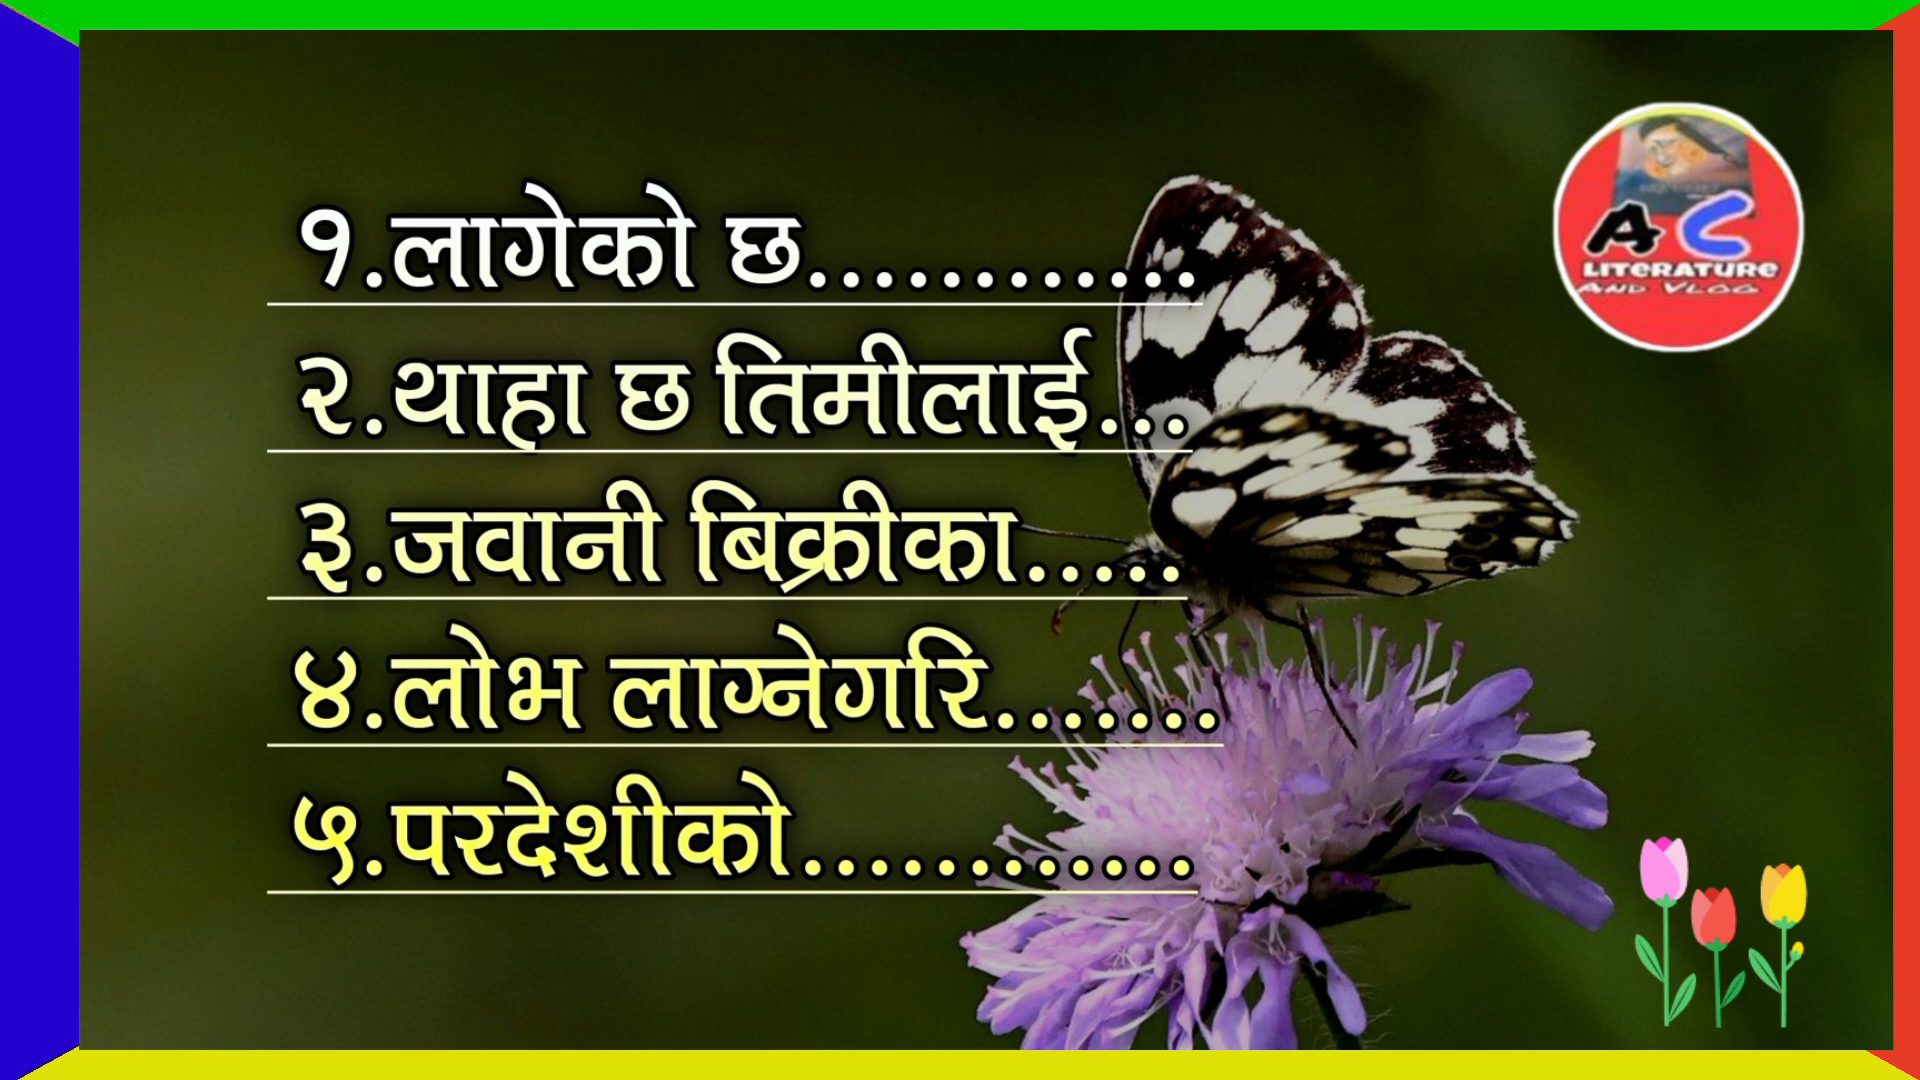 १.लागेको छ............
२.थाहा छ तिमीलाई...
३.जवानी बिक्रीका.....
४.लोभ लाग्नेगरि.......
५.परदेशीको............
A C
LITERATURE
AND VLOG